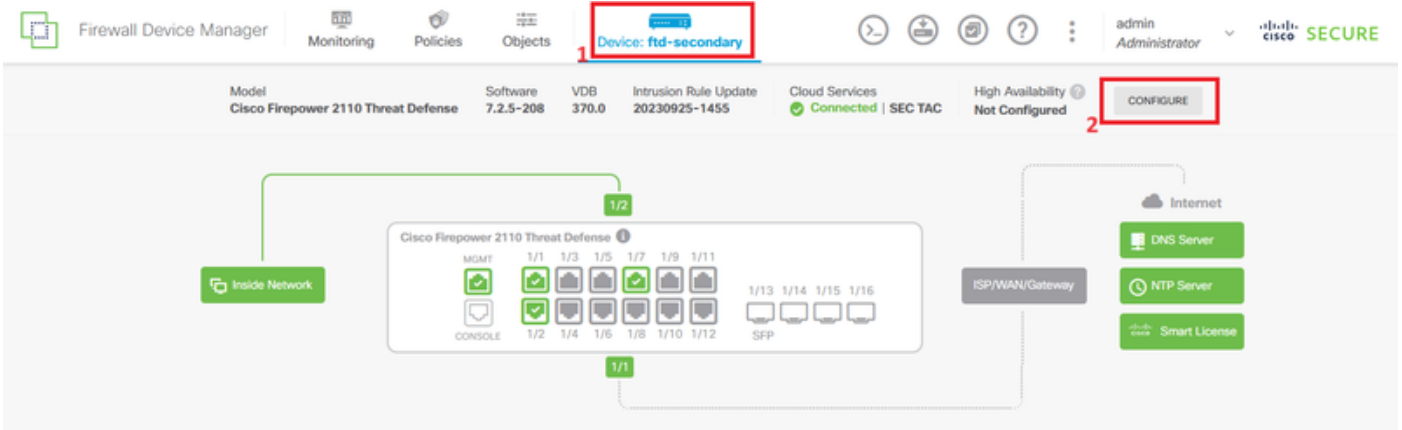 Firewall Device Manager
Monitoring
Policies
Objects
1
Device: ftd-secondary
admin
Administrator
cisco SECURE
Model
Cisco Firepower 2110 Threat Defense
Software
7.2.5-208
VDB
370.0
Intrusion Rule Update
20230925-1455
Cloud Services
Connected | SEC TAC
High Availability ?
Not Configured
2
CONFIGURE
1/2
Internet
Cisco Firepower 2110 Threat Defense i
MGMT 1/1 1/3 1/5 1/7 1/9 1/11
DNS Server
Inside Network
1/13 1/14 1/15 1/16
ISP/WAN/Gateway
NTP Server
CONSOLE 1/2 1/4 1/6 1/8 1/10 1/12 SFP
cisco Smart License
1/1